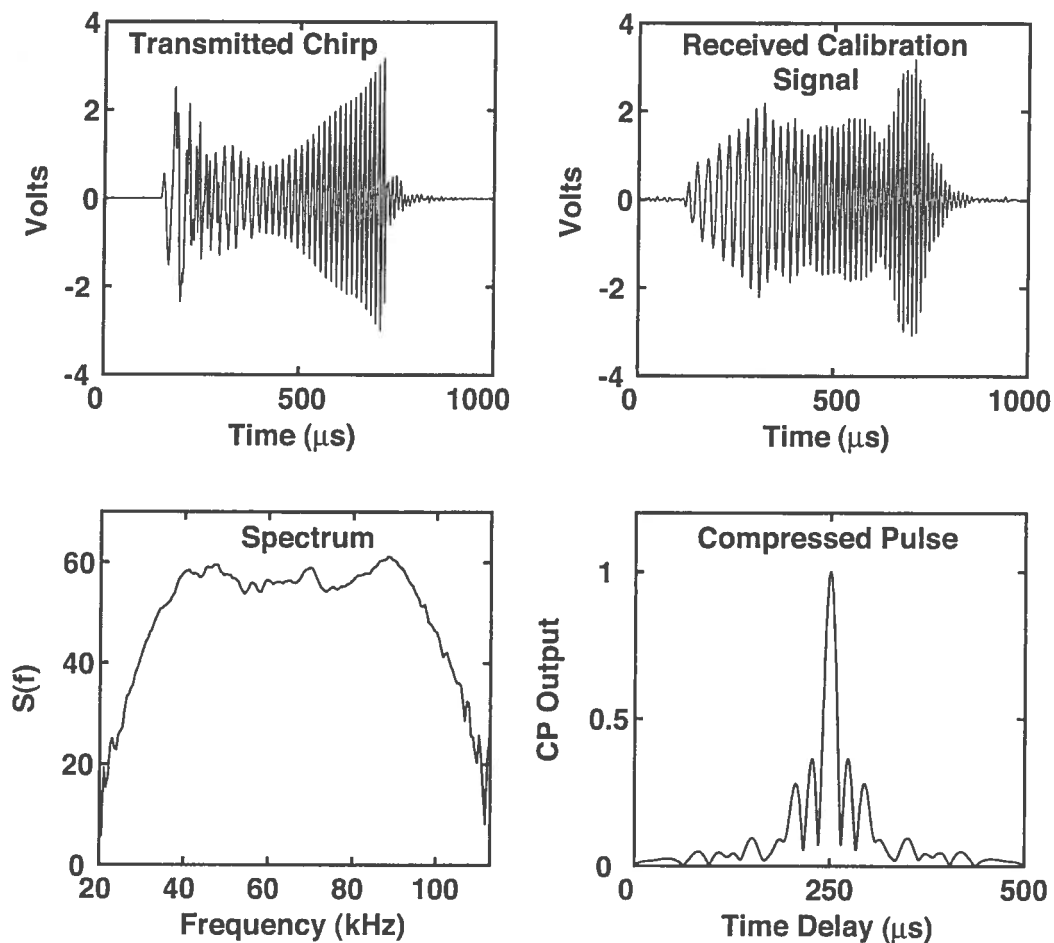 Transmitted Chirp
4
2
0
-2
-4
Volts
0
500
1000
Time (μs)
Received Calibration
Signal
4
2
0
-2
-4
Volts
0
500
1000
Time (μs)
Spectrum
60
40
20
0
S(f)
20
40
60
80
100
Frequency (kHz)
Compressed Pulse
1
0.5
0
CP Output
0
250
500
Time Delay (μs)